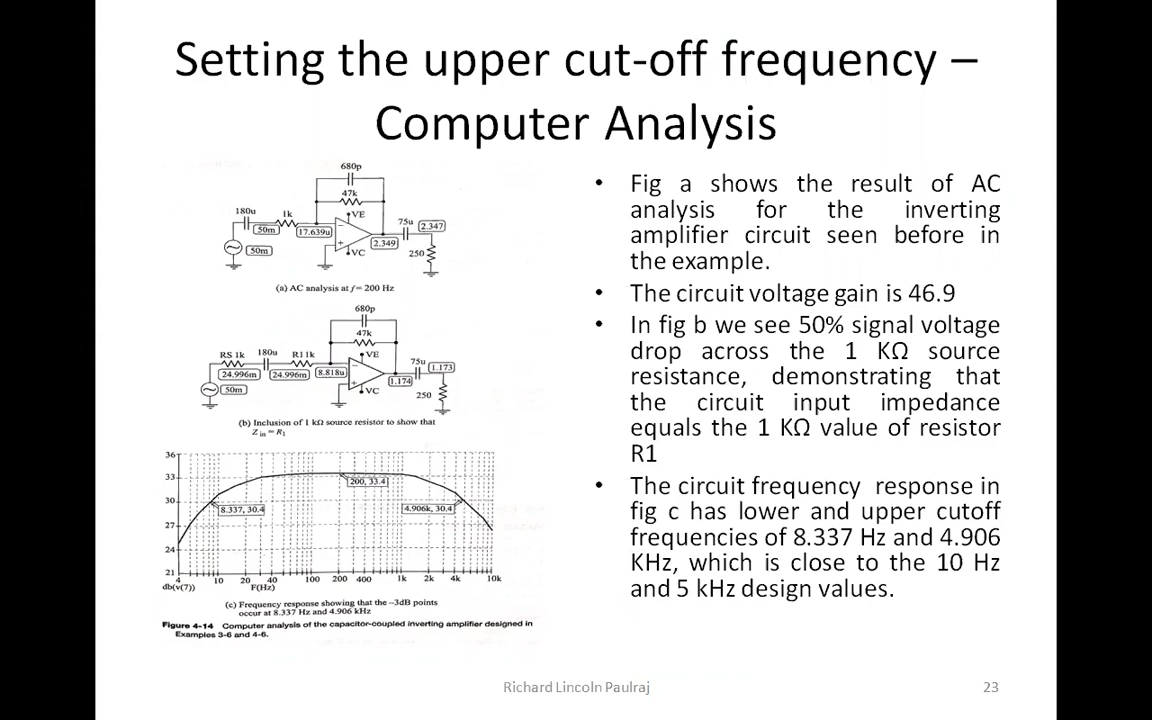 Setting the upper cut-off frequency –
Computer Analysis
680p
47k
180u
1k
VE
50m
17.639u
75u
2.347
2.349
50m
VC
250
(a) AC analysis at f = 200 Hz
680p
47k
RS 1k
180u
R1 1k
VE
75u
24.996m
24.996m
8.818u
1.173
1.174
50m
VC
250
(b) Inclusion of 1 kΩ source resistor to show that
Z in = R1
36
33
30
27
24
21
200, 33.4
8.337, 30.4
4.906k, 30.4
4
10
20
40
100
200
400
1k
2k
4k
10k
db(v(7))
F(Hz)
(c) Frequency response showing that the −3dB points
occur at 8.337 Hz and 4.906 kHz
Figure 4-14 Computer analysis of the capacitor-coupled inverting amplifier designed in
Examples 3-6 and 4-6.
• Fig a shows the result of AC
analysis for the inverting
amplifier circuit seen before in
the example.
• The circuit voltage gain is 46.9
• In fig b we see 50% signal voltage
drop across the 1 KΩ source
resistance, demonstrating that
the circuit input impedance
equals the 1 KΩ value of resistor
R1
• The circuit frequency response in
fig c has lower and upper cutoff
frequencies of 8.337 Hz and 4.906
KHz, which is close to the 10 Hz
and 5 kHz design values.
Richard Lincoln Paulraj
23